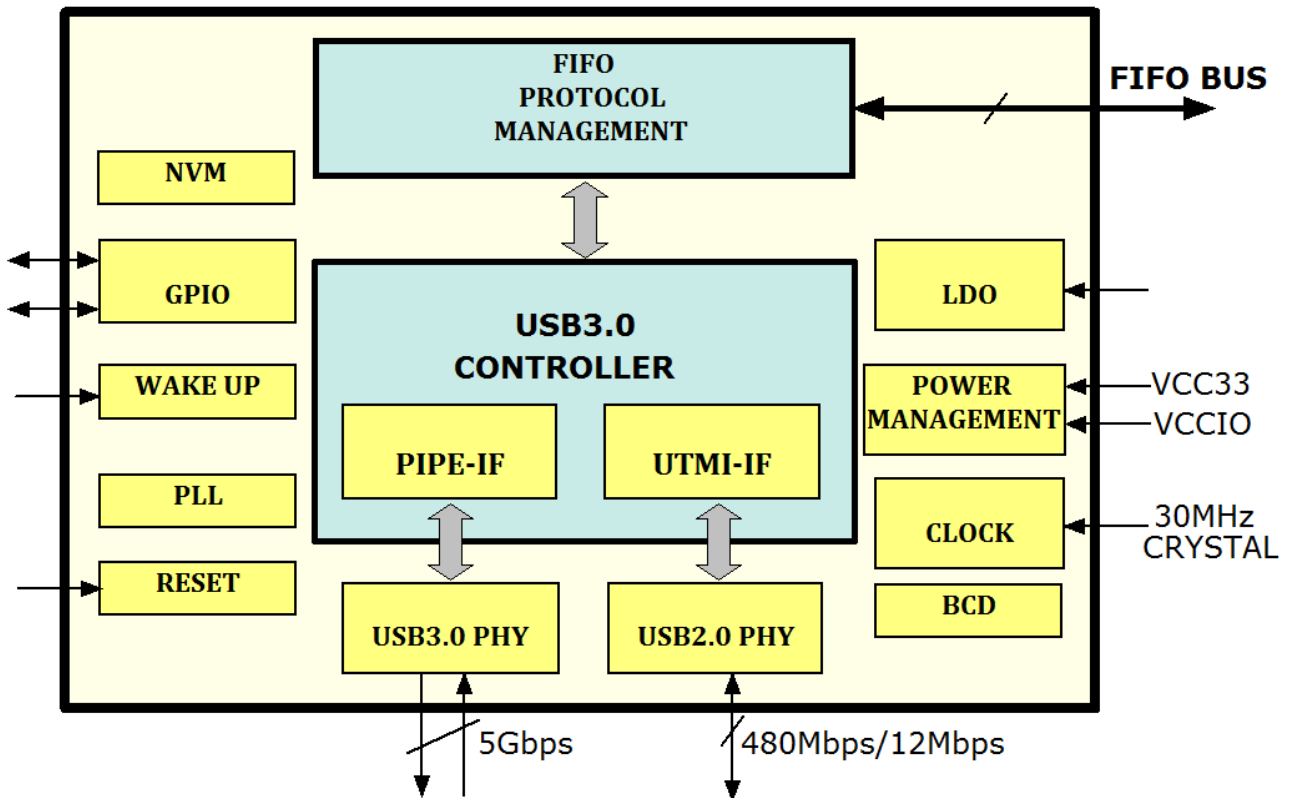 FIFO
PROTOCOL
MANAGEMENT
FIFO BUS
NVM
GPIO
WAKE UP
PLL
RESET
USB3.0
CONTROLLER
PIPE-IF
UTMI-IF
USB3.0 PHY
USB2.0 PHY
LDO
POWER
MANAGEMENT
VCC33
VCCIO
CLOCK
30MHz
CRYSTAL
BCD
5Gbps
480Mbps/12Mbps